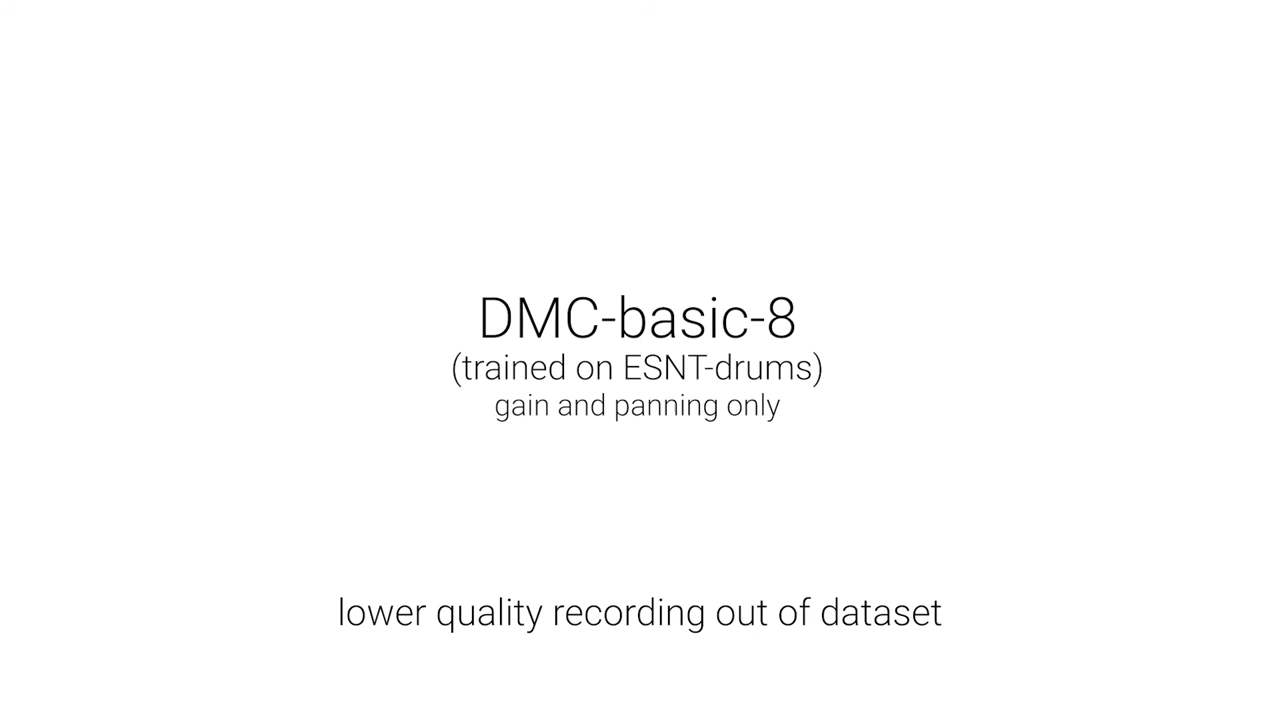 DMC-basic-8
(trained on ESNT-drums)
gain and panning only
lower quality recording out of dataset